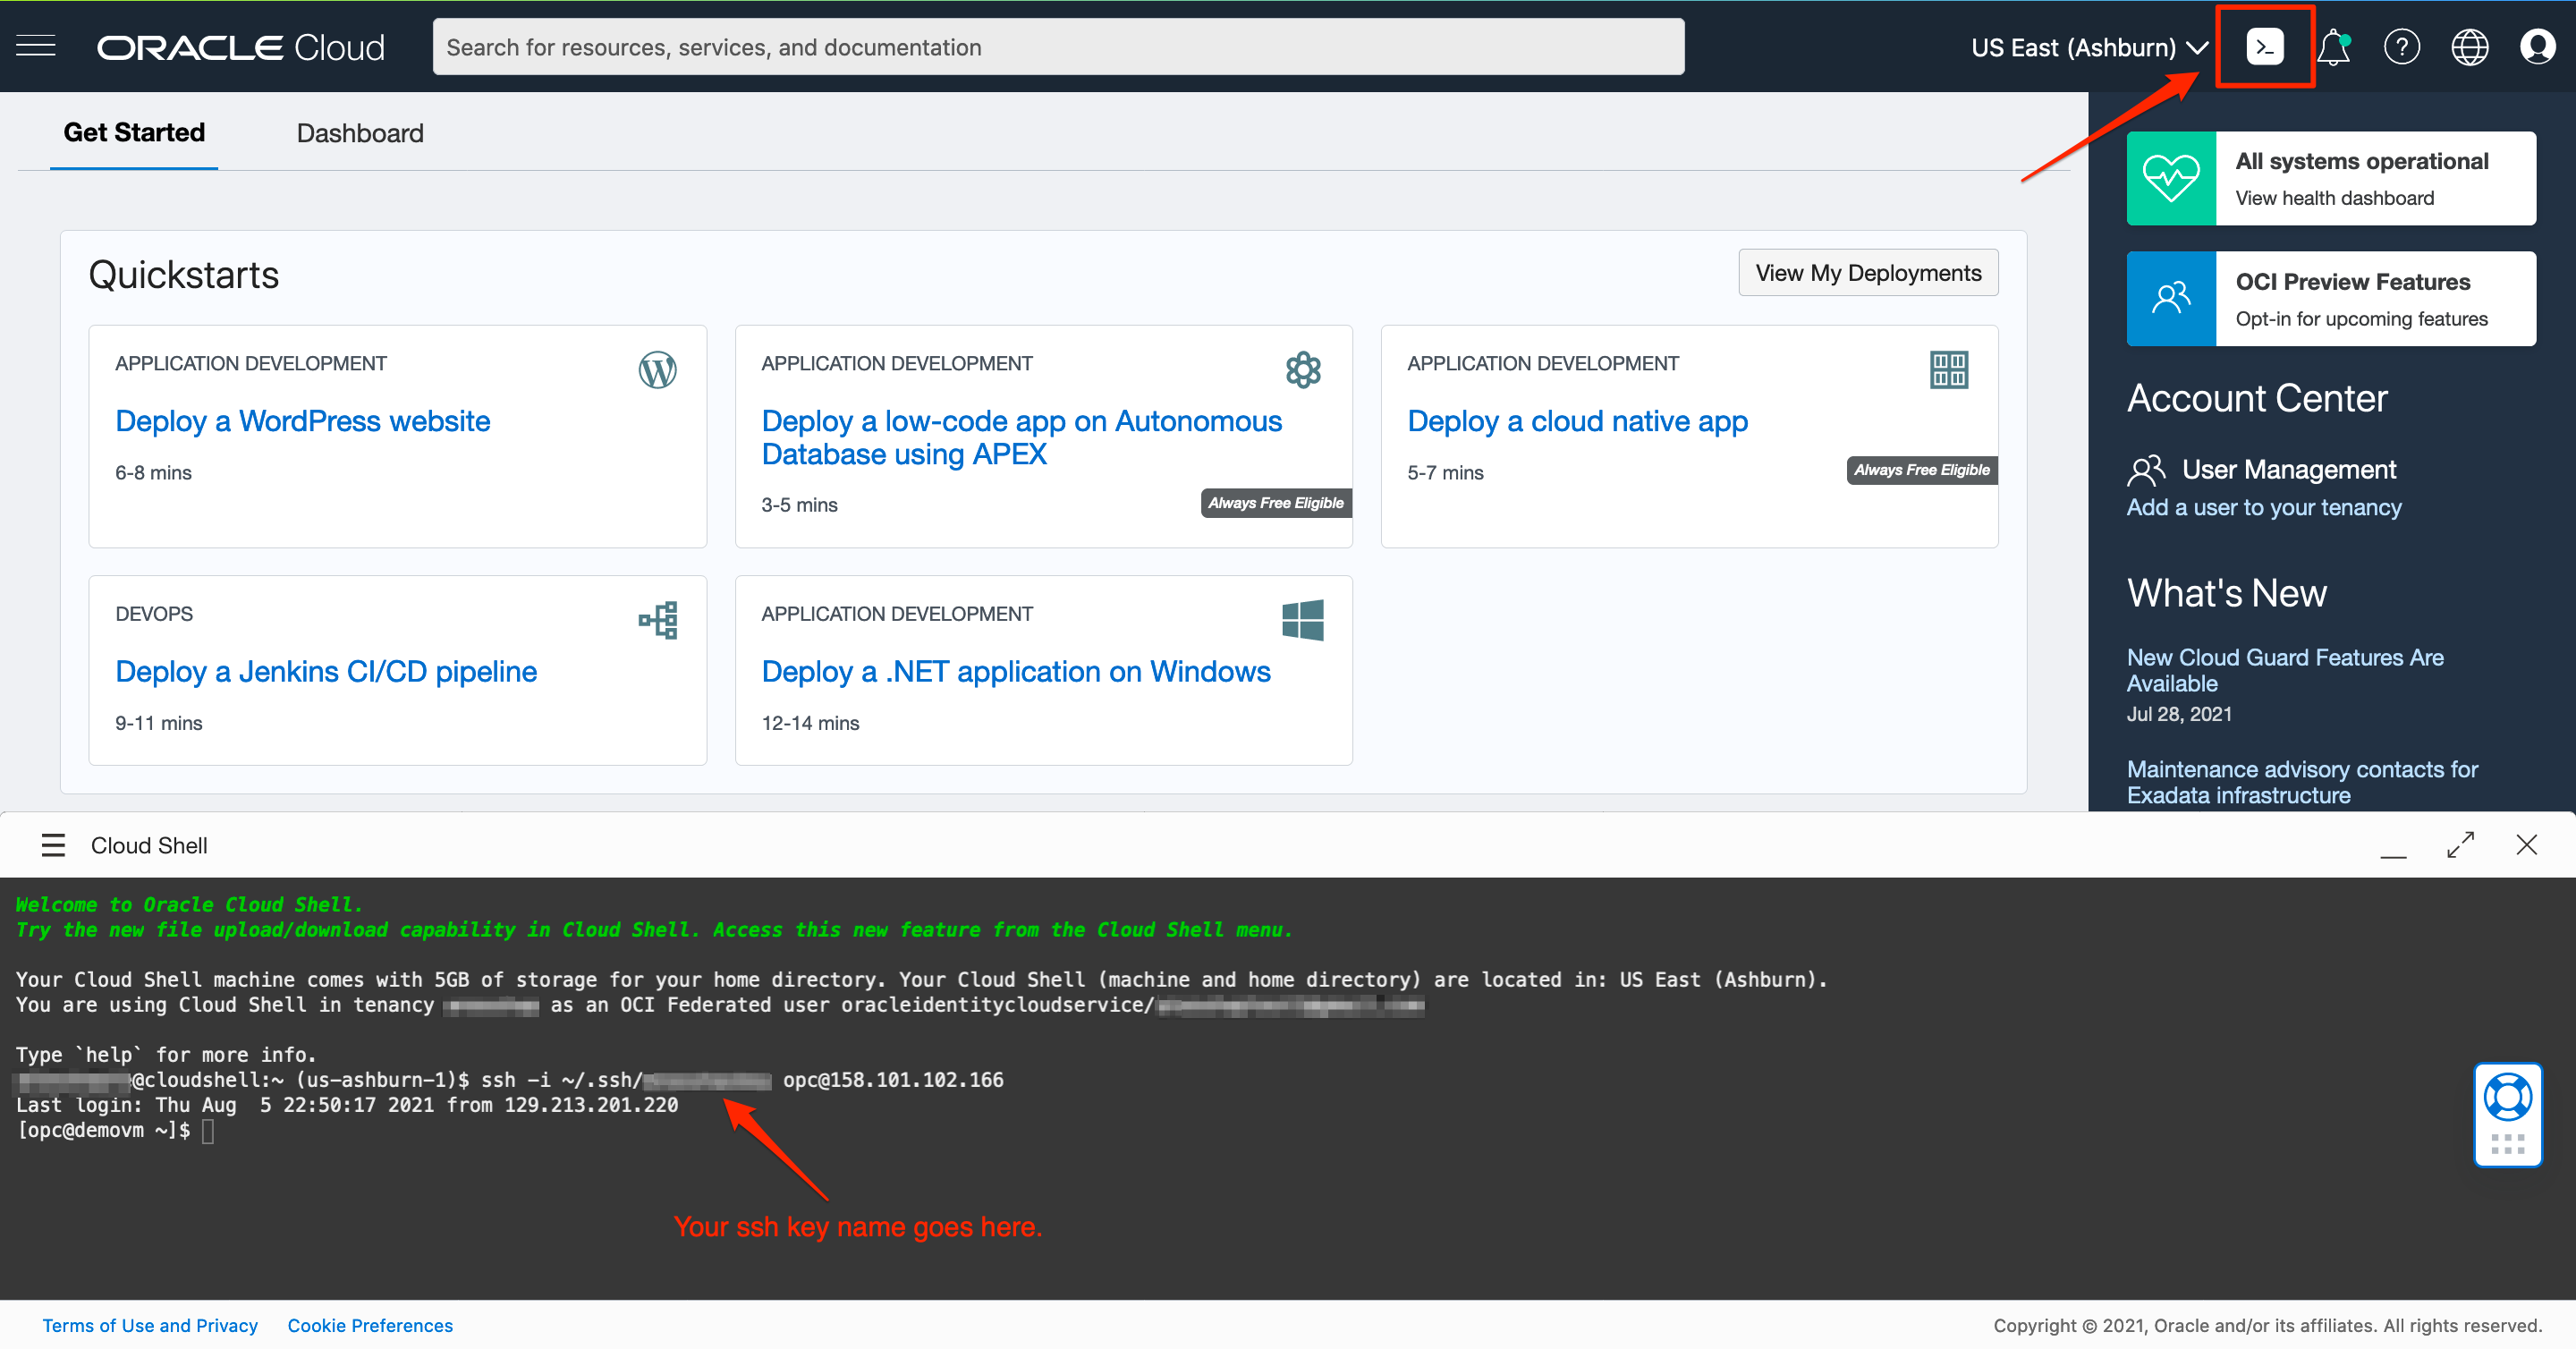 ORACLE Cloud
Search for resources, services, and documentation
US East (Ashburn)
Get Started
Dashboard
All systems operational
View health dashboard
Quickstarts
View My Deployments
OCI Preview Features
Opt-in for upcoming features
APPLICATION DEVELOPMENT
Deploy a WordPress website
6-8 mins
APPLICATION DEVELOPMENT
Deploy a low-code app on Autonomous
Database using APEX
3-5 mins
Always Free Eligible
APPLICATION DEVELOPMENT
Deploy a cloud native app
5-7 mins
Always Free Eligible
Account Center
User Management
Add a user to your tenancy
DEVOPS
Deploy a Jenkins CI/CD pipeline
9-11 mins
APPLICATION DEVELOPMENT
Deploy a .NET application on Windows
12-14 mins
What's New
New Cloud Guard Features Are
Available
Jul 28, 2021
Maintenance advisory contacts for
Exadata infrastructure
Cloud Shell
Welcome to Oracle Cloud Shell.
Try the new file upload/download capability in Cloud Shell. Access this new feature from the Cloud Shell menu.
Your Cloud Shell machine comes with 5GB of storage for your home directory. Your Cloud Shell (machine and home directory) are located in: US East (Ashburn).
You are using Cloud Shell in tenancy as an OCI Federated user oracleidentitycloudservice/
Type `help` for more info.
@cloudshell:~ (us-ashburn-1)$ ssh -i ~/.ssh/ opc@158.101.102.166
Last login: Thu Aug  5 22:50:17 2021 from 129.213.201.220
[opc@demovm ~]$
Your ssh key name goes here.
Terms of Use and Privacy
Cookie Preferences
Copyright © 2021, Oracle and/or its affiliates. All rights reserved.